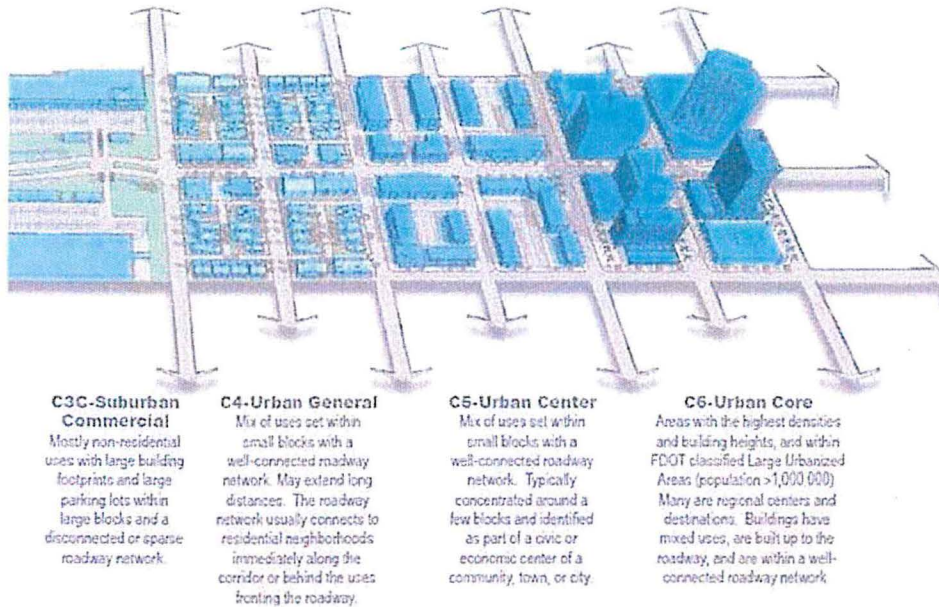 C3C-Suburban
Commercial
Mostly non-residential
uses with large building
footprints and large
parking lots within
large blocks and a
disconnected or sparse
roadway network.
C4-Urban General
Mix of uses set within
small blocks with a
well-connected roadway
network. May extend long
distances. The roadway
network usually connects to
residential neighborhoods
immediately along the
corridor or behind the uses
fronting the roadway.
C5-Urban Center
Mix of uses set within
small blocks with a
well-connected roadway
network. Typically
concentrated around a
few blocks and identified
as part of a civic or
economic center of a
community, town, or city.
C6-Urban Core
Areas with the highest densities
and building heights, and within
FDOT classified Large Urbanized
Areas (population >1,000,000)
Many are regional centers and
destinations. Buildings have
mixed uses, are built up to the
roadway, and are within a well-
connected roadway network